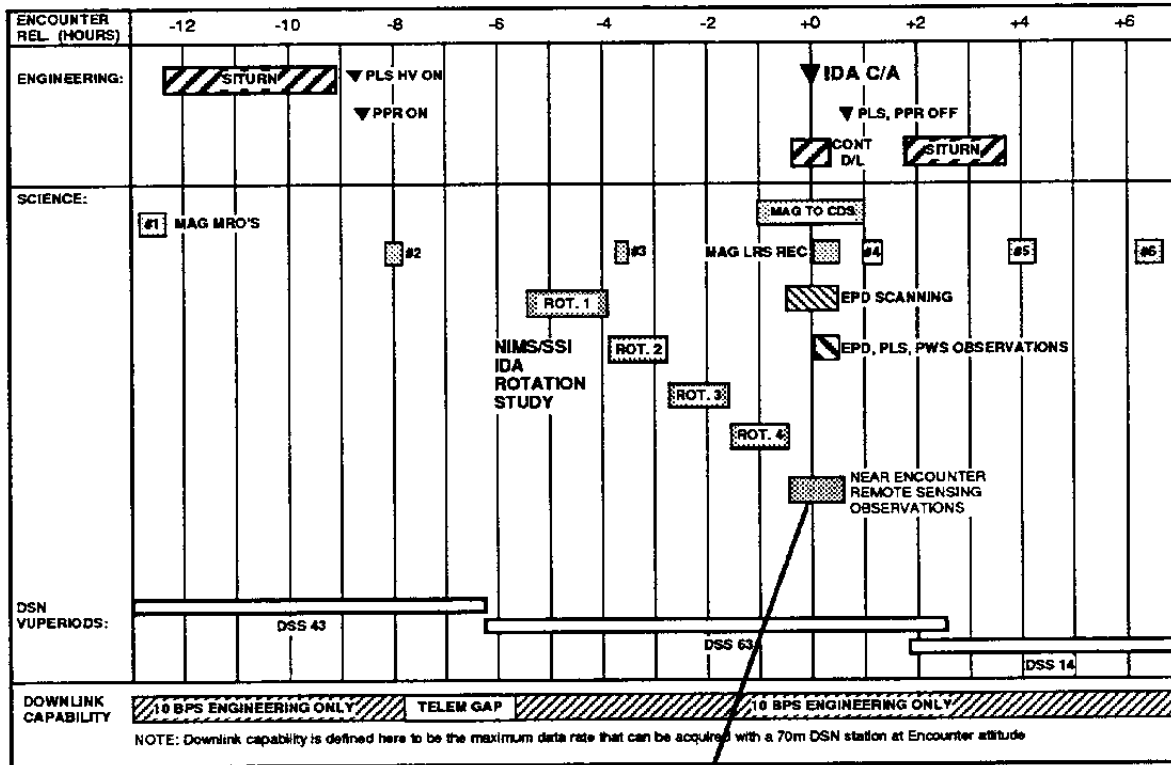 ENCOUNTER
REL. (HOURS)
-12 -10 -8 -6 -4 -2 +0 +2 +4 +6
ENGINEERING:
SITURN
PLS HV ON
IDA C/A
PPR ON
PLS, PPR OFF
CONT
D/L
SITURN
SCIENCE:
MAG TO CDS
#1 MAG MRO'S
#2
#3
MAG LRS REC
#4
#5
#6
ROT. 1
EPD SCANNING
NIMS/SSI
IDA
ROTATION
STUDY
ROT. 2
EPD, PLS, PWS OBSERVATIONS
ROT. 3
ROT. 4
NEAR ENCOUNTER
REMOTE SENSING
OBSERVATIONS
DSN
VUPERIODS:
DSS 43
DSS 63
DSS 14
DOWNLINK
CAPABILITY
10 BPS ENGINEERING ONLY
TELEM GAP
10 BPS ENGINEERING ONLY
NOTE: Downlink capability is defined here to be the maximum data rate that can be acquired with a 70m DSN station at Encounter attitude